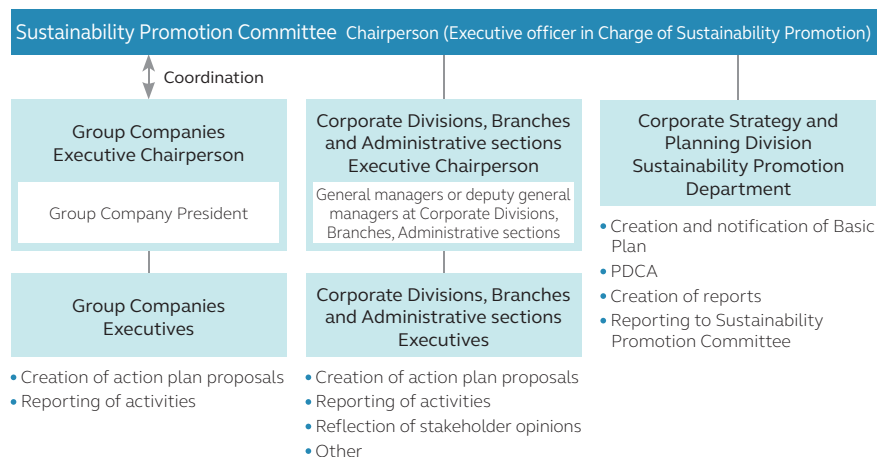 Sustainability Promotion Committee Chairperson (Executive officer in Charge of Sustainability Promotion)
Coordination
Group Companies
Executive Chairperson
Group Company President
Group Companies
Executives
• Creation of action plan proposals
• Reporting of activities
Corporate Divisions, Branches
and Administrative sections
Executive Chairperson
General managers or deputy general
managers at Corporate Divisions,
Branches, Administrative sections
Corporate Divisions, Branches
and Administrative sections
Executives
• Creation of action plan proposals
• Reporting of activities
• Reflection of stakeholder opinions
• Other
Corporate Strategy and
Planning Division
Sustainability Promotion
Department
• Creation and notification of Basic
Plan
• PDCA
• Creation of reports
• Reporting to Sustainability
Promotion Committee